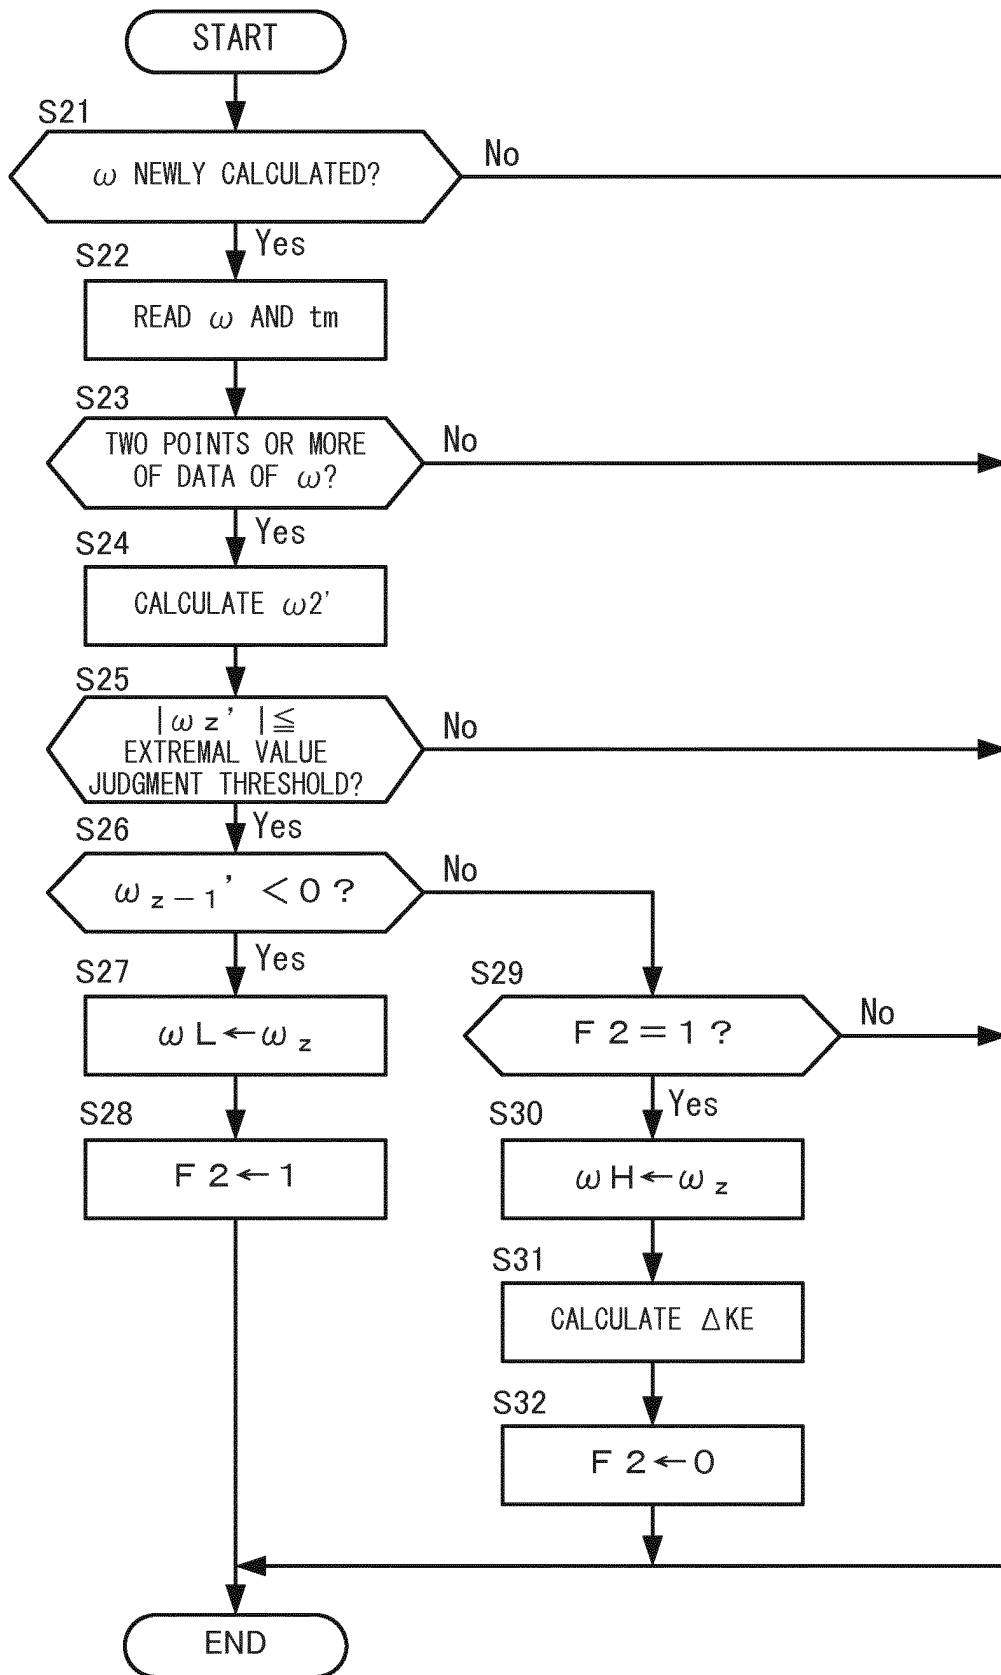 START
S21
ω NEWLY CALCULATED?
No
Yes
S22
READ ω AND tm
S23
TWO POINTS OR MORE
OF DATA OF ω?
No
Yes
S24
CALCULATE ω2'
S25
|ωz'|≦
EXTREMAL VALUE
JUDGMENT THRESHOLD?
No
Yes
S26
ωz-1' <0?
No
Yes
S27
ωL←ωz
S28
F2←1
S29
F2=1?
No
Yes
S30
ωH←ωz
S31
CALCULATE ΔKE
S32
F2←0
END